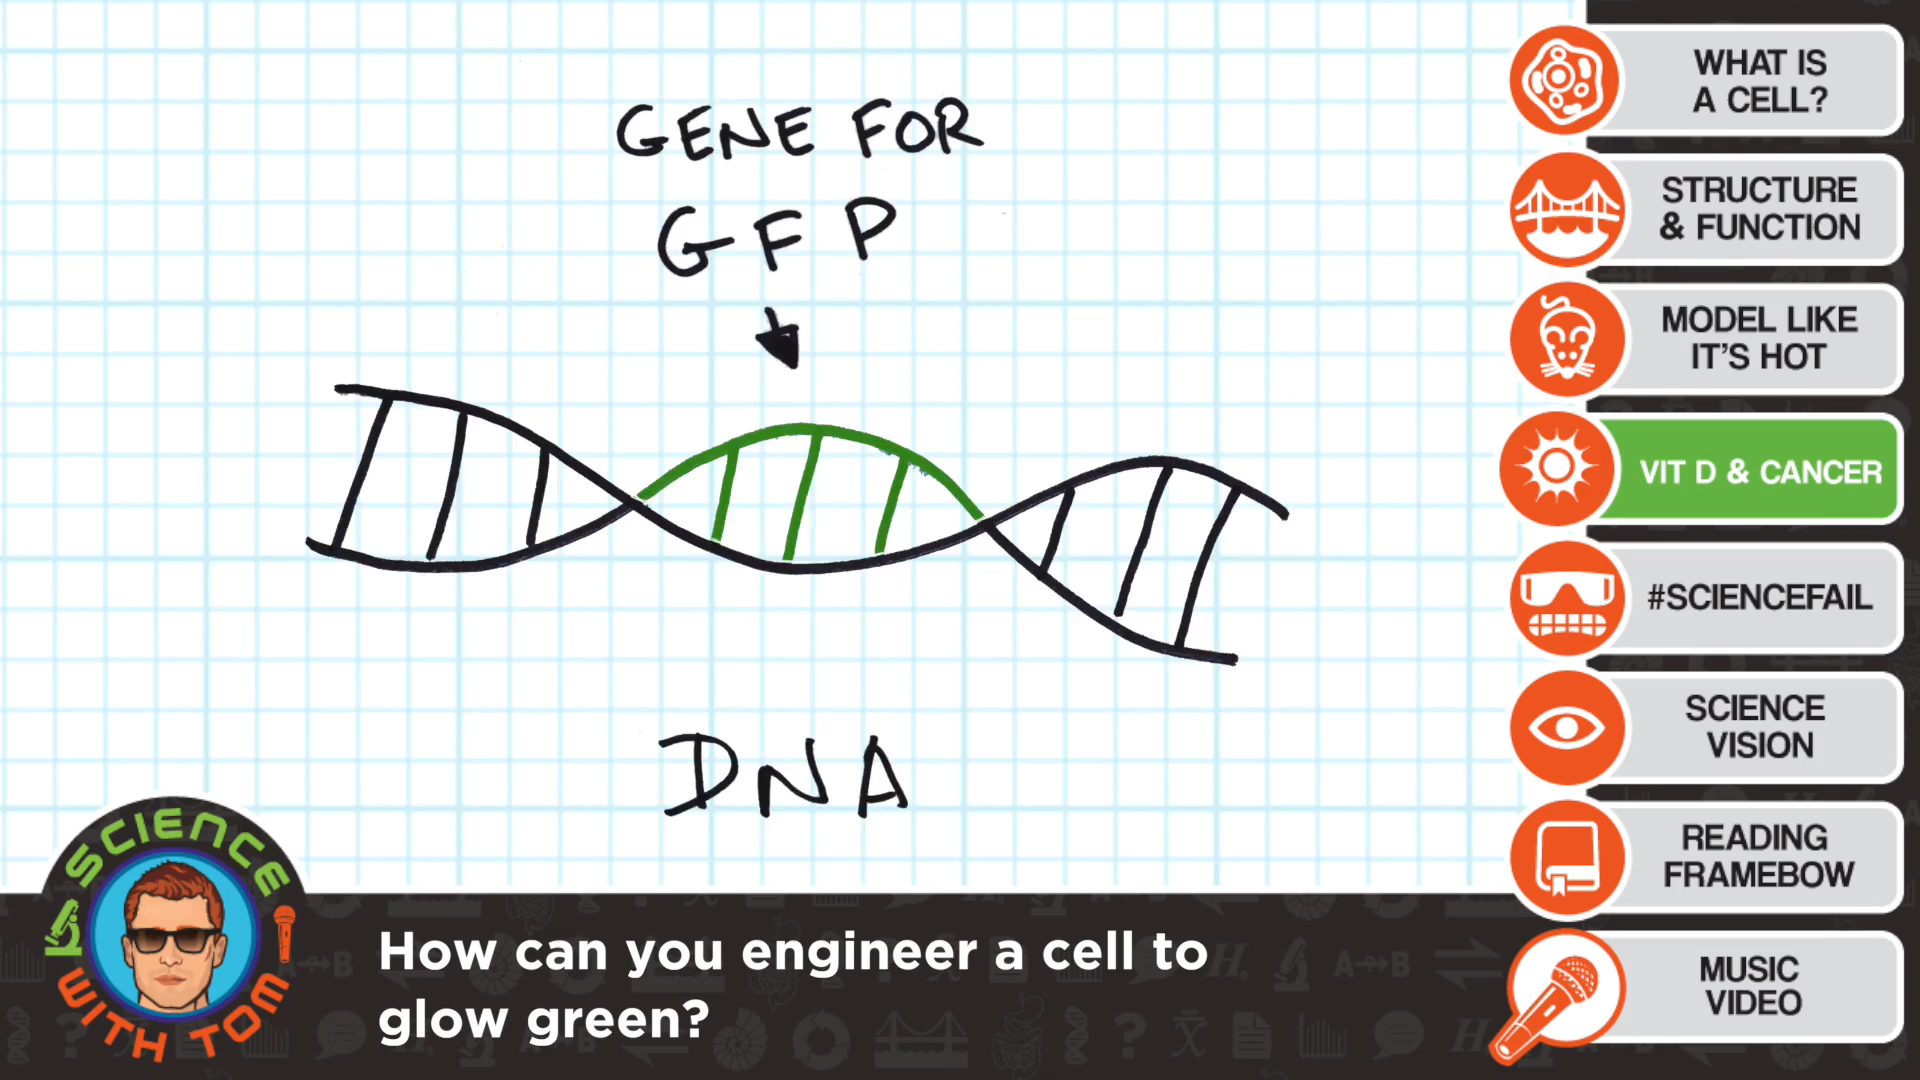 GENE FOR
GFP
DNA
SCIENCE
WITH TOM
How can you engineer a cell to
glow green?
WHAT IS
A CELL?
STRUCTURE
& FUNCTION
MODEL LIKE
IT'S HOT
VIT D & CANCER
#SCIENCEFAIL
SCIENCE
VISION
READING
FRAMEBOW
MUSIC
VIDEO